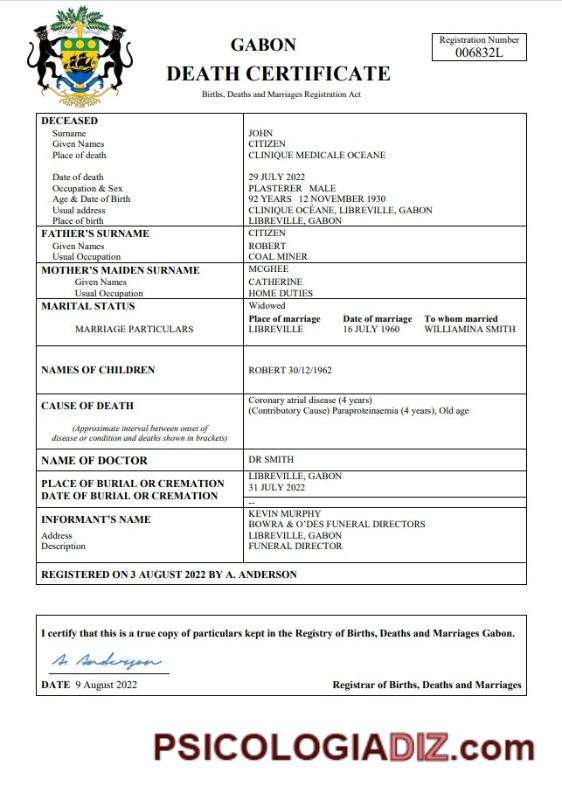 GABON
DEATH CERTIFICATE
Births, Deaths and Marriages Registration Act
Registration Number
006832L
DECEASED
Surname JOHN
Given Names CITIZEN
Place of death CLINIQUE MEDICALE OCEANE
Date of death 29 JULY 2022
Occupation & Sex PLASTERER MALE
Age & Date of Birth 92 YEARS 12 NOVEMBER 1930
Usual address CLINIQUE OCÉANE, LIBREVILLE, GABON
Place of birth LIBREVILLE, GABON
FATHER'S SURNAME CITIZEN
Given Names ROBERT
Usual Occupation COAL MINER
MOTHER'S MAIDEN SURNAME MCGHEE
Given Names CATHERINE
Usual Occupation HOME DUTIES
MARITAL STATUS Widowed
Place of marriage Date of marriage To whom married
MARRIAGE PARTICULARS LIBREVILLE 16 JULY 1960 WILLIAMINA SMITH
NAMES OF CHILDREN ROBERT 30/12/1962
CAUSE OF DEATH Coronary atrial disease (4 years)
(Contributory Cause) Paraproteinaemia (4 years), Old age
(Approximate interval between onset of
disease or condition and deaths shown in brackets)
NAME OF DOCTOR DR SMITH
PLACE OF BURIAL OR CREMATION LIBREVILLE, GABON
DATE OF BURIAL OR CREMATION 31 JULY 2022
--
INFORMANT'S NAME KEVIN MURPHY
BOWRA & O'DES FUNERAL DIRECTORS
Address LIBREVILLE, GABON
Description FUNERAL DIRECTOR
REGISTERED ON 3 AUGUST 2022 BY A. ANDERSON
I certify that this is a true copy of particulars kept in the Registry of Births, Deaths and Marriages Gabon.
A. Anderson
DATE 9 August 2022 Registrar of Births, Deaths and Marriages
PSICOLOGIADIZ.com